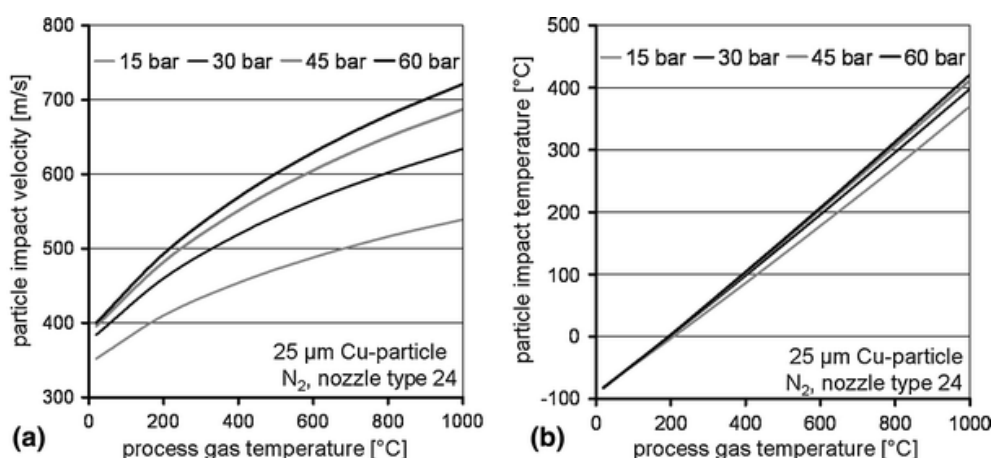 800
700
600
500
400
300
particle impact velocity [m/s]
15 bar 30 bar 45 bar 60 bar
25 µm Cu-particle
N₂, nozzle type 24
0 200 400 600 800 1000
(a) process gas temperature [°C]
500
400
300
200
100
0
-100
particle impact temperature [°C]
15 bar 30 bar 45 bar 60 bar
25 µm Cu-particle
N₂, nozzle type 24
0 200 400 600 800 1000
(b) process gas temperature [°C]